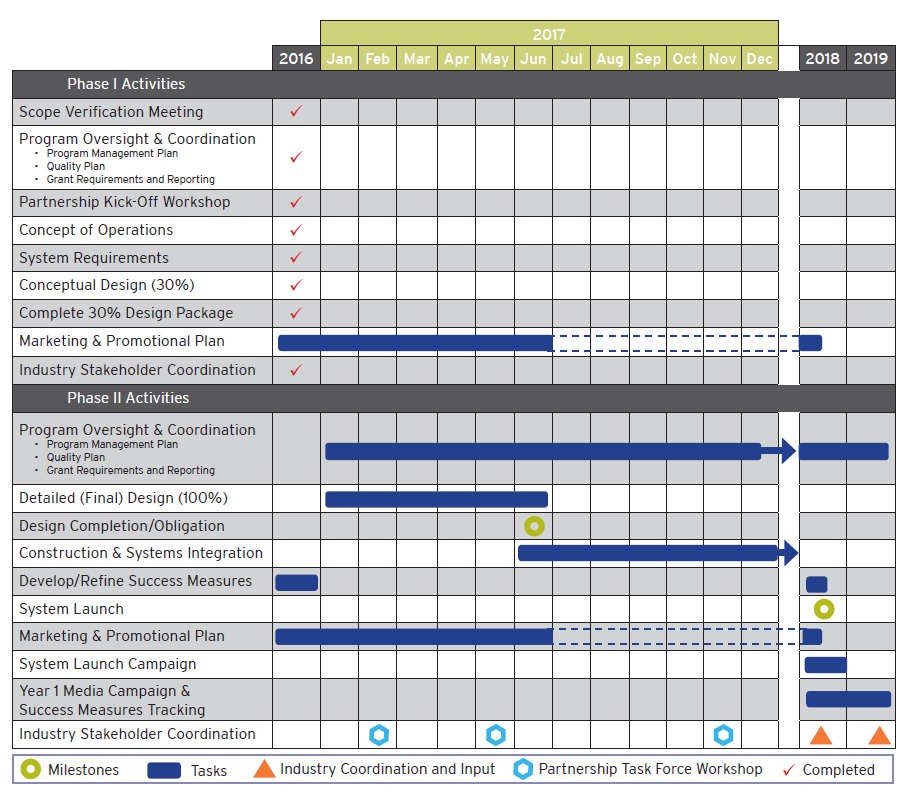 2017
2016 Jan Feb Mar Apr May Jun Jul Aug Sep Oct Nov Dec 2018 2019
Phase I Activities
Scope Verification Meeting
Program Oversight & Coordination
• Program Management Plan
• Quality Plan
• Grant Requirements and Reporting
Partnership Kick-Off Workshop
Concept of Operations
System Requirements
Conceptual Design (30%)
Complete 30% Design Package
Marketing & Promotional Plan
Industry Stakeholder Coordination
Phase II Activities
Program Oversight & Coordination
• Program Management Plan
• Quality Plan
• Grant Requirements and Reporting
Detailed (Final) Design (100%)
Design Completion/Obligation
Construction & Systems Integration
Develop/Refine Success Measures
System Launch
Marketing & Promotional Plan
System Launch Campaign
Year 1 Media Campaign &
Success Measures Tracking
Industry Stakeholder Coordination
Milestones Tasks Industry Coordination and Input Partnership Task Force Workshop Completed